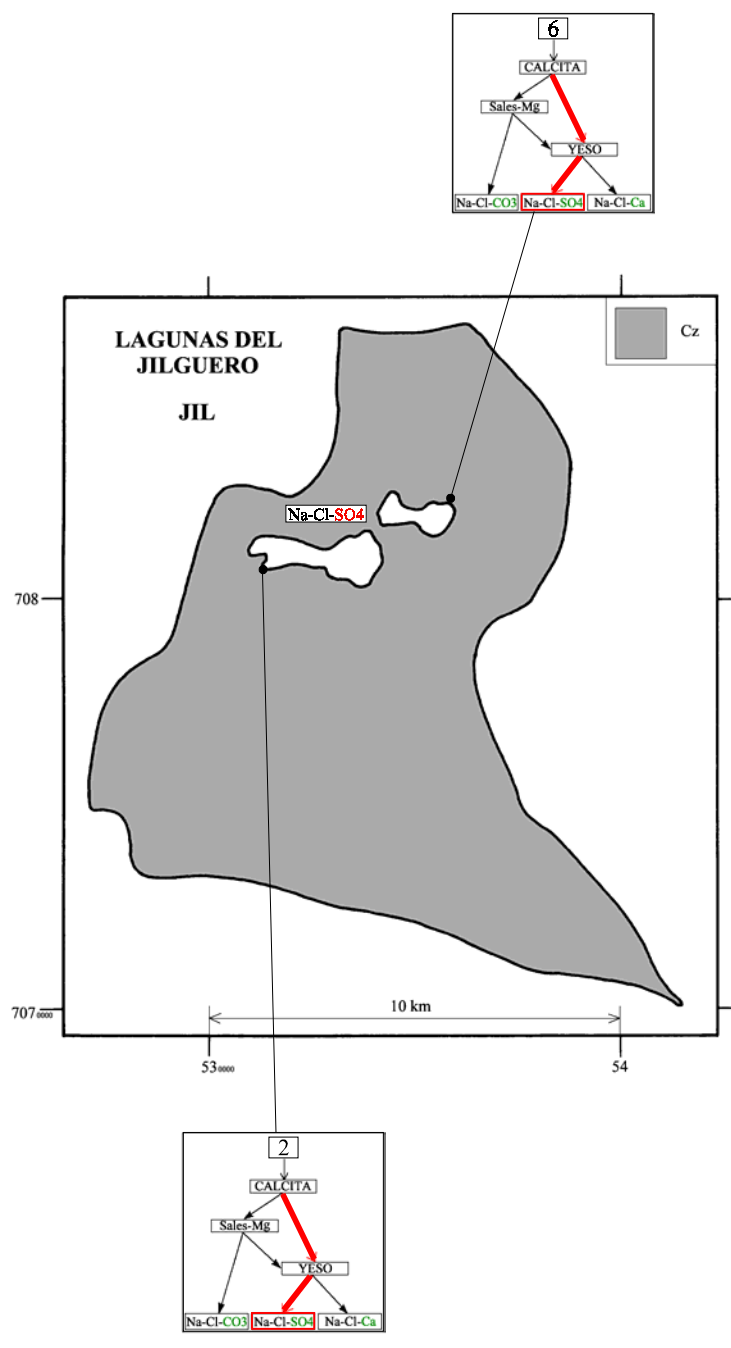 6
CALCITA
Sales-Mg
YESO
Na-Cl-CO3 Na-Cl-SO4 Na-Cl-Ca
LAGUNAS DEL
JILGUERO
JIL
Cz
Na-Cl-SO4
708
10 km
7070000
530000 54
2
CALCITA
Sales-Mg
YESO
Na-Cl-CO3 Na-Cl-SO4 Na-Cl-Ca